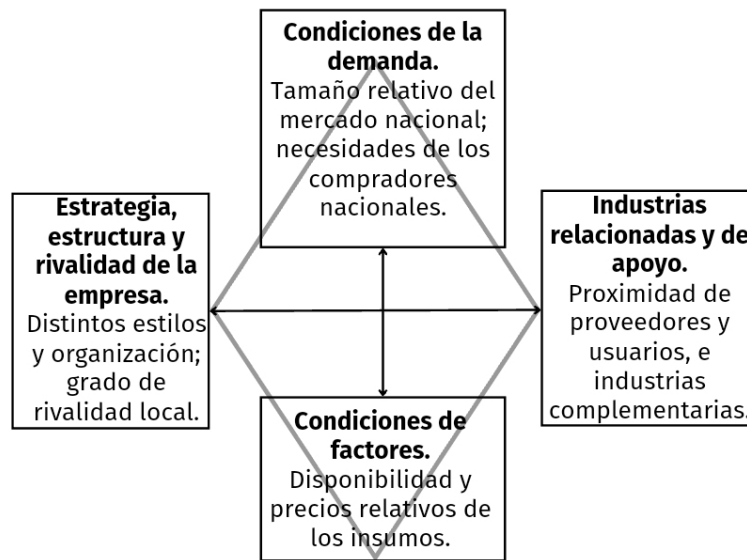 Condiciones de la
demanda.
Tamaño relativo del
mercado nacional;
necesidades de los
compradores
nacionales.
Estrategia,
estructura y
rivalidad de la
empresa.
Distintos estilos
y organización;
grado de
rivalidad local.
Industrias
relacionadas y de
apoyo.
Proximidad de
proveedores y
usuarios, e
industrias
complementarias.
Condiciones de
factores.
Disponibilidad y
precios relativos de
los insumos.